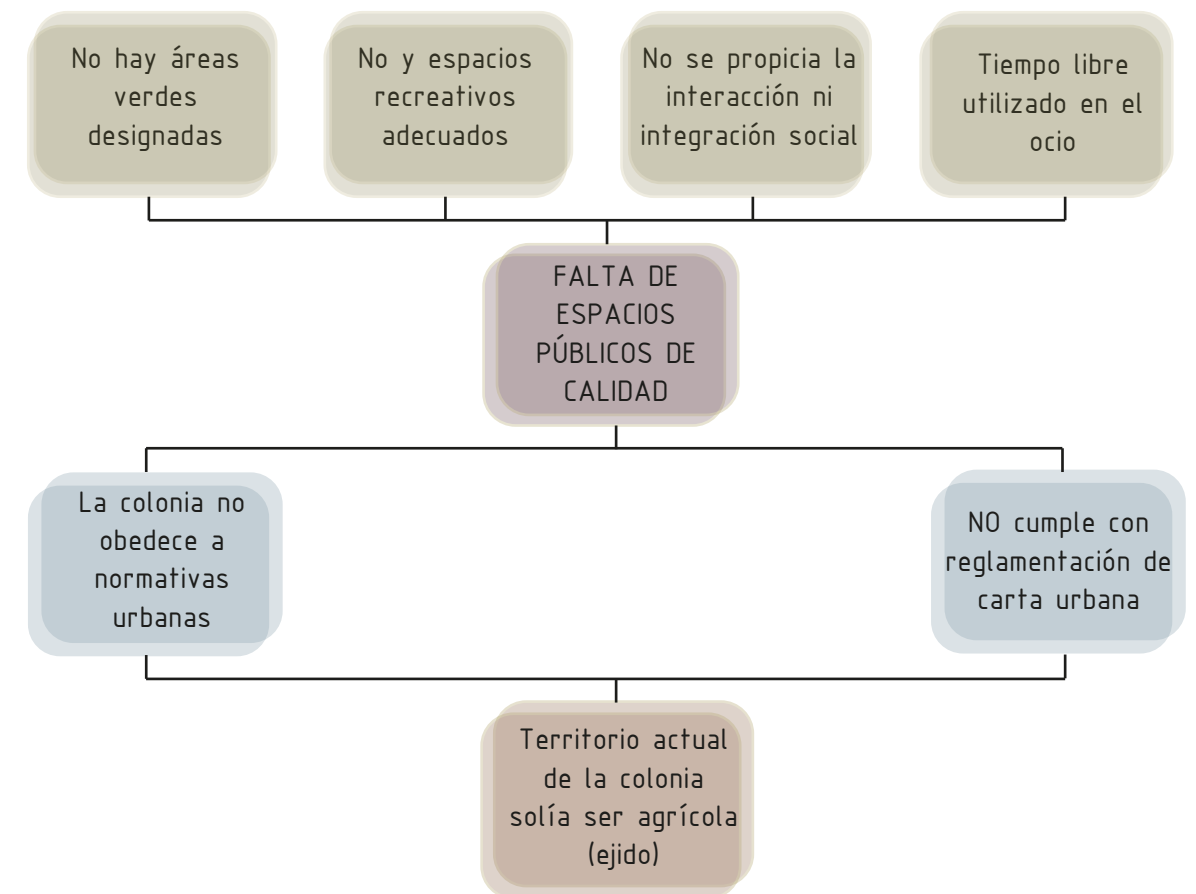 No hay áreas
verdes
designadas
No y espacios
recreativos
adecuados
No se propicia la
interacción ni
integración social
Tiempo libre
utilizado en el
ocio
FALTA DE
ESPACIOS
PÚBLICOS DE
CALIDAD
La colonia no
obedece a
normativas
urbanas
NO cumple con
reglamentación de
carta urbana
Territorio actual
de la colonia
solía ser agrícola
(ejido)